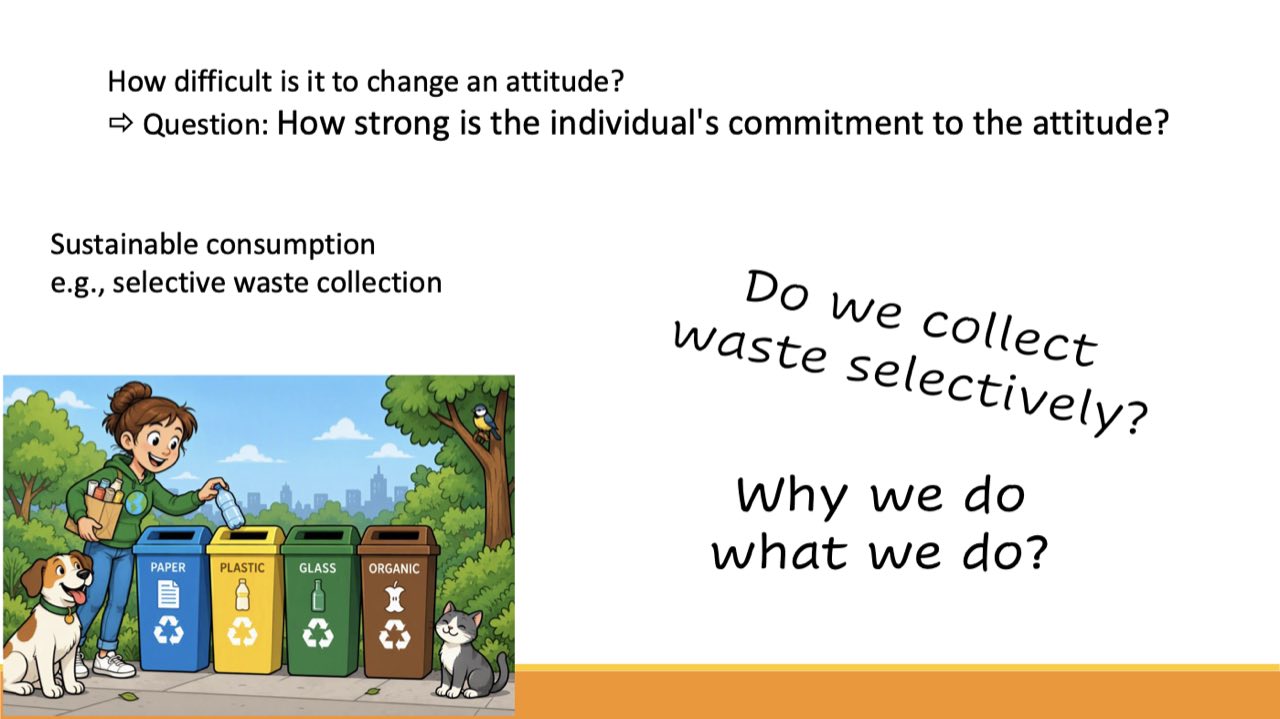 How difficult is it to change an attitude?
⇨ Question: How strong is the individual's commitment to the attitude?
Sustainable consumption
e.g., selective waste collection
Do we collect
waste selectively?
Why we do
what we do?
PAPER
PLASTIC
GLASS
ORGANIC